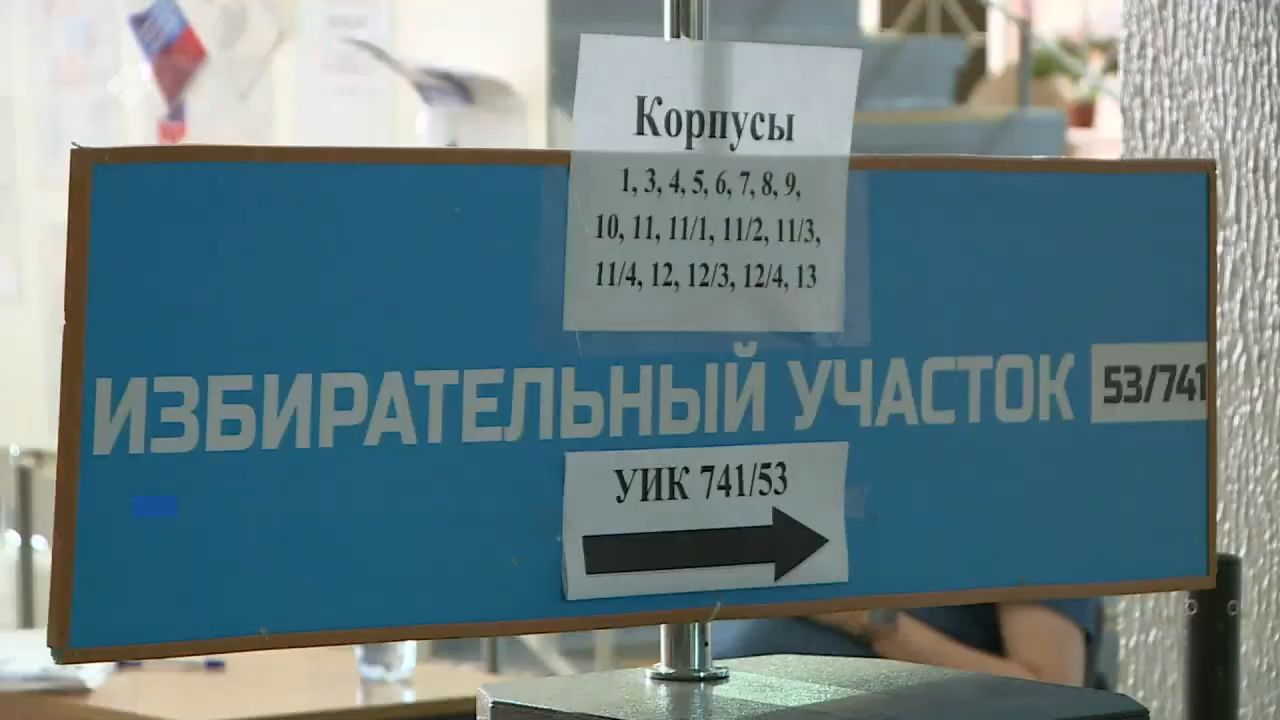 Корпусы
1, 3, 4, 5, 6, 7, 8, 9,
10, 11, 11/1, 11/2, 11/3,
11/4, 12, 12/3, 12/4, 13
ИЗБИРАТЕЛЬНЫЙ УЧАСТОК 53/741
УИК 741/53